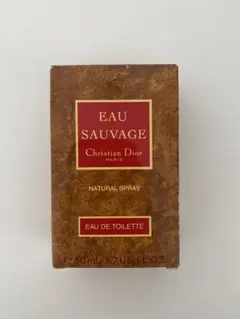 EAU
SAUVAGE
Christian Dior
PARIS
NATURAL SPRAY
EAU DE TOILETTE